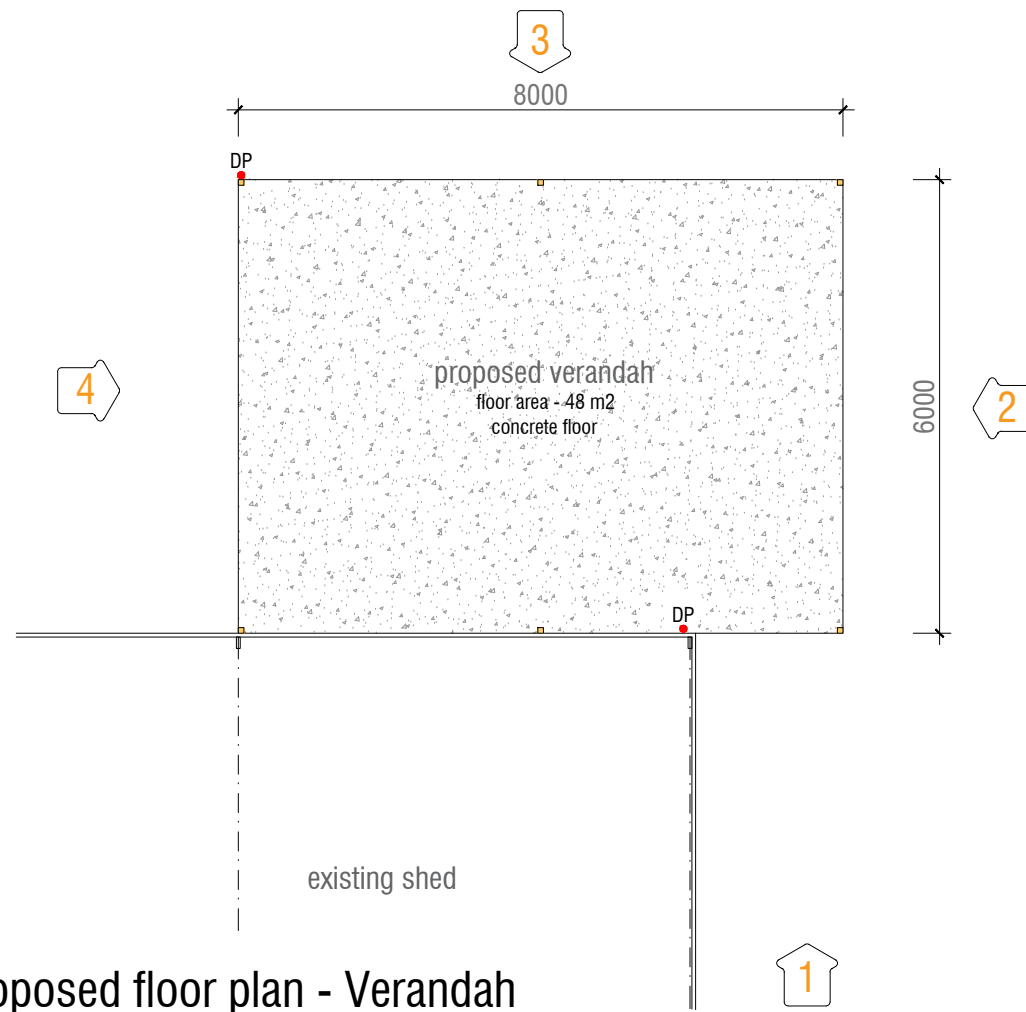 3
8000
DP
proposed verandah
floor area - 48 m2
concrete floor
4
6000
2
DP
existing shed
1
oposed floor plan - Verandah